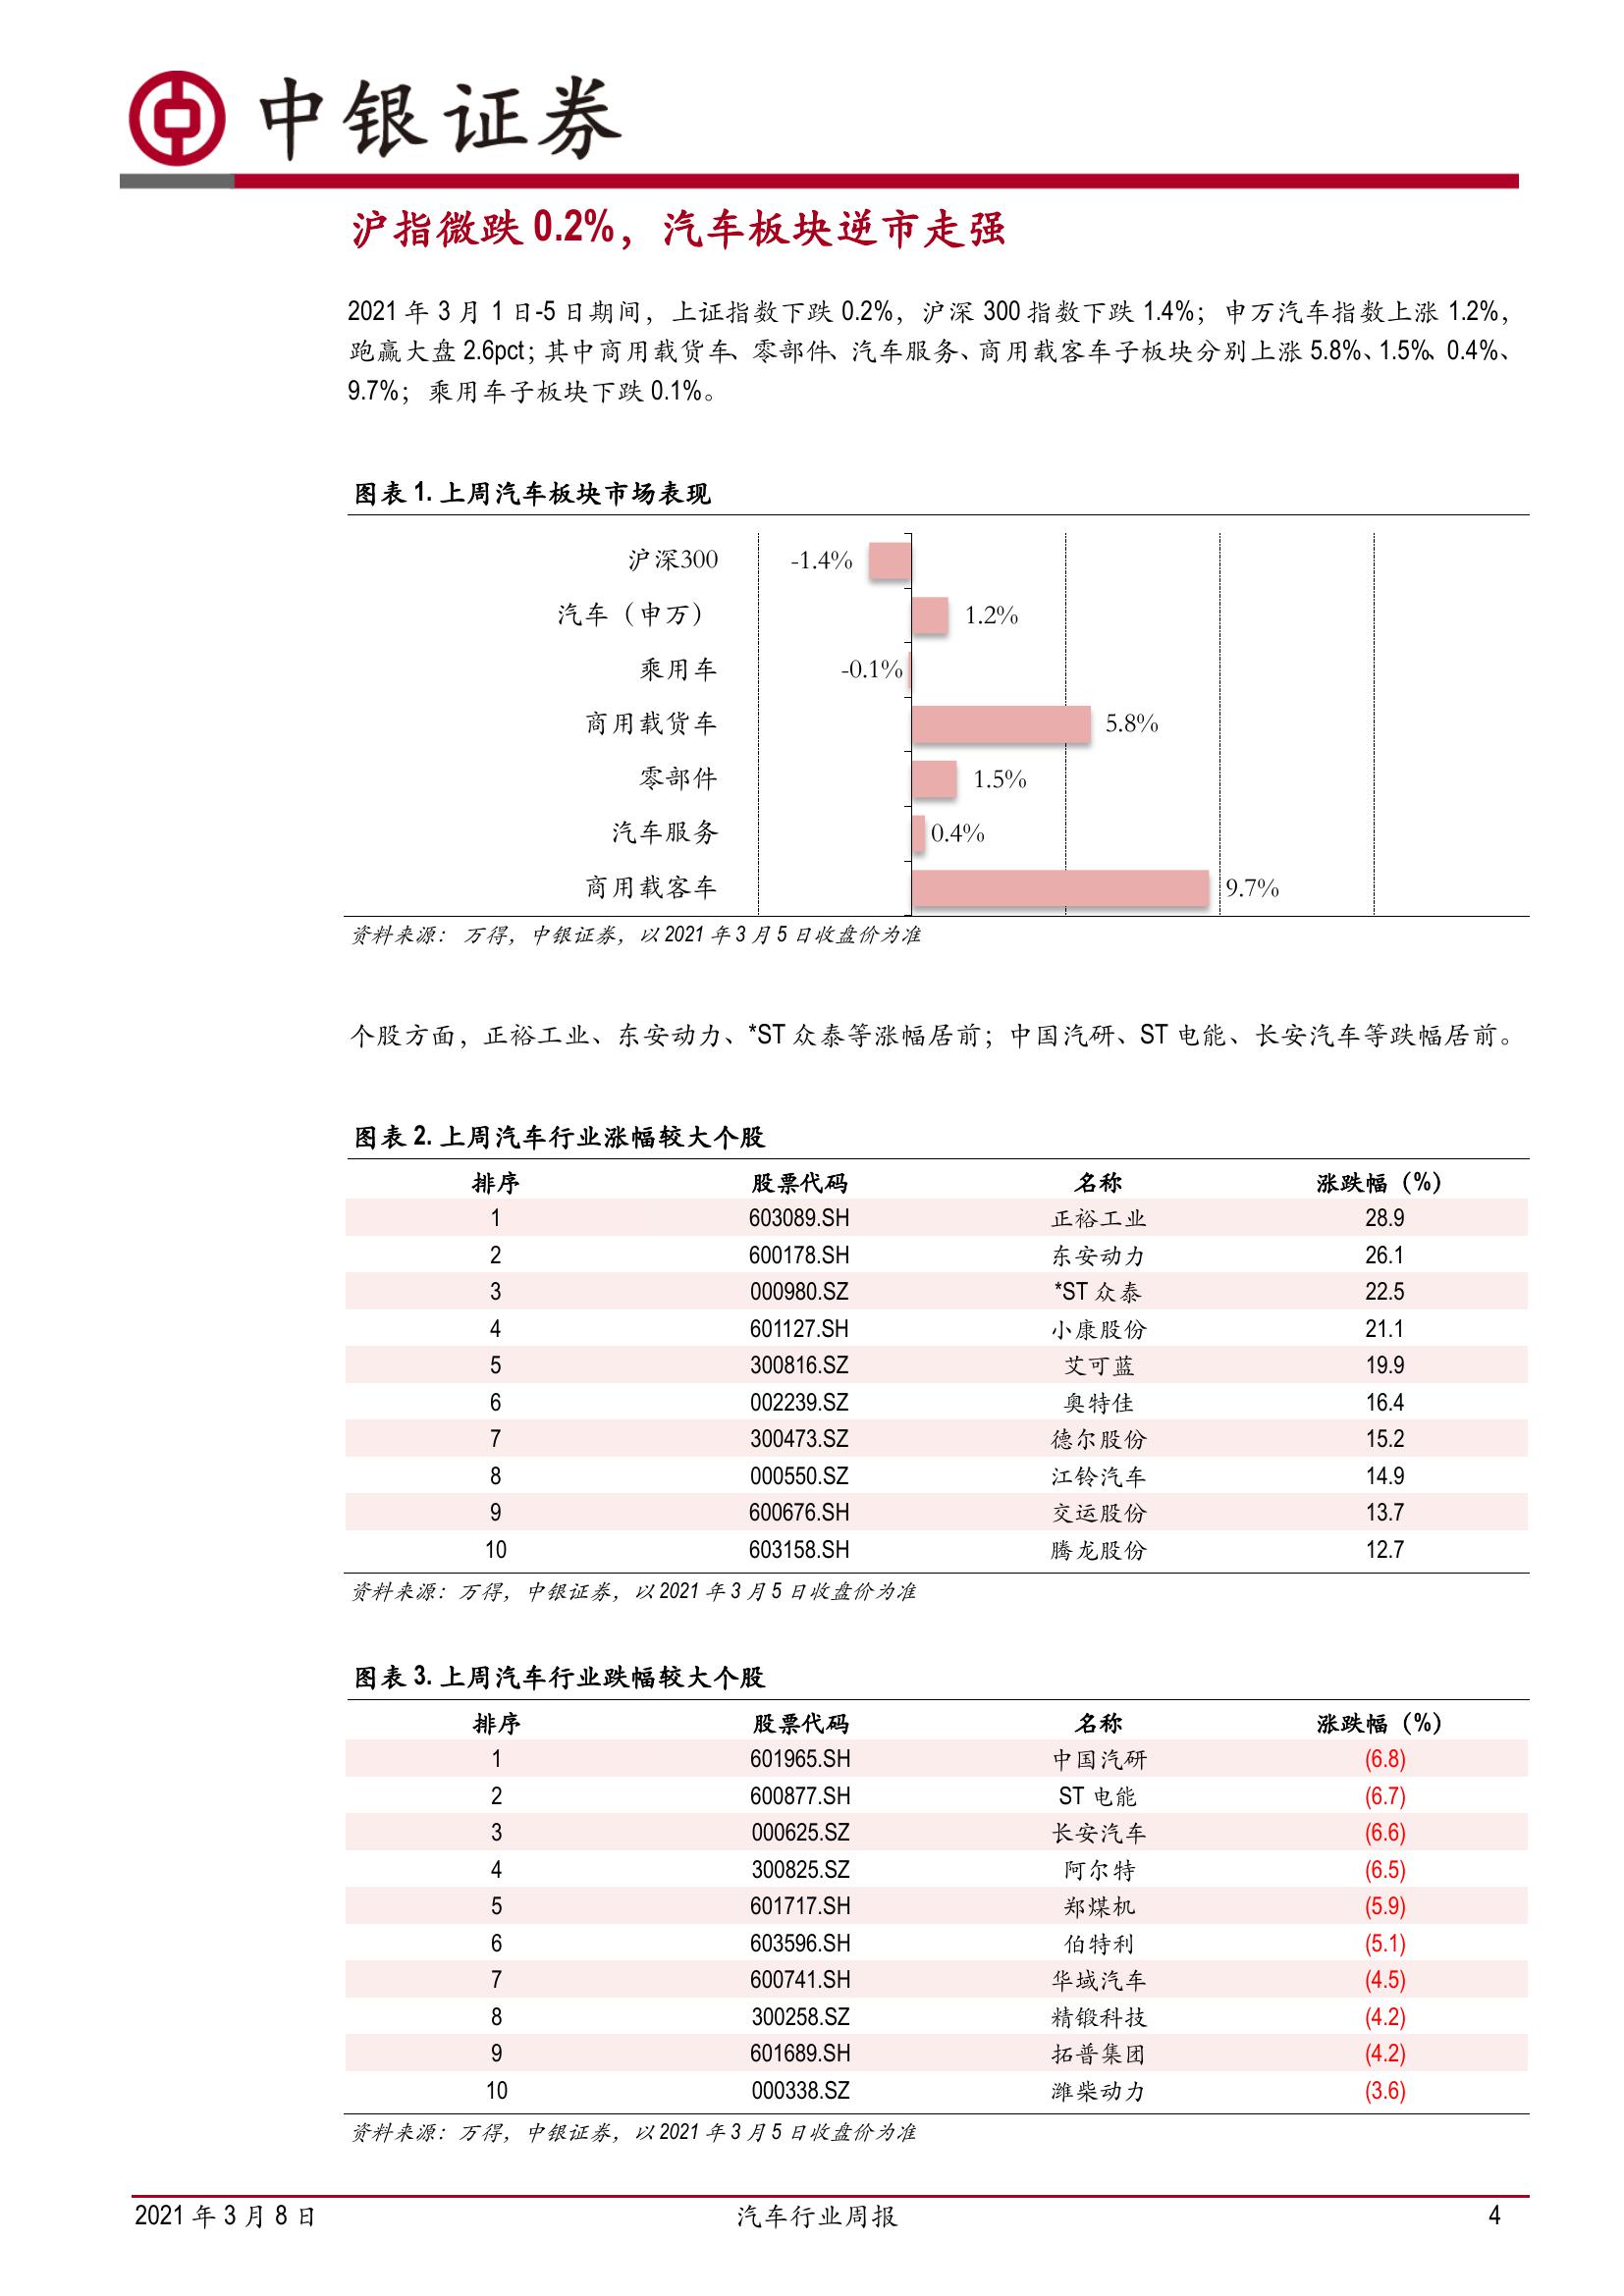 中银证券
沪指微跌 0.2%，汽车板块逆市走强
2021 年 3 月 1 日-5 日期间，上证指数下跌 0.2%，沪深 300 指数下跌 1.4%；申万汽车指数上涨 1.2%，
跑赢大盘 2.6pct；其中商用载货车、零部件、汽车服务、商用载客车子板块分别上涨 5.8%、1.5%、0.4%、
9.7%；乘用车子板块下跌 0.1%。
图表 1. 上周汽车板块市场表现
沪深300 -1.4%
汽车（申万） 1.2%
乘用车 -0.1%
商用载货车 5.8%
零部件 1.5%
汽车服务 0.4%
商用载客车 9.7%
资料来源： 万得，中银证券，以 2021 年 3 月 5 日收盘价为准
个股方面，正裕工业、东安动力、*ST 众泰等涨幅居前；中国汽研、ST 电能、长安汽车等跌幅居前。
图表 2. 上周汽车行业涨幅较大个股
排序 股票代码 名称 涨跌幅（%）
1 603089.SH 正裕工业 28.9
2 600178.SH 东安动力 26.1
3 000980.SZ *ST 众泰 22.5
4 601127.SH 小康股份 21.1
5 300816.SZ 艾可蓝 19.9
6 002239.SZ 奥特佳 16.4
7 300473.SZ 德尔股份 15.2
8 000550.SZ 江铃汽车 14.9
9 600676.SH 交运股份 13.7
10 603158.SH 腾龙股份 12.7
资料来源：万得，中银证券，以 2021 年 3 月 5 日收盘价为准
图表 3. 上周汽车行业跌幅较大个股
排序 股票代码 名称 涨跌幅（%）
1 601965.SH 中国汽研 (6.8)
2 600877.SH ST 电能 (6.7)
3 000625.SZ 长安汽车 (6.6)
4 300825.SZ 阿尔特 (6.5)
5 601717.SH 郑煤机 (5.9)
6 603596.SH 伯特利 (5.1)
7 600741.SH 华域汽车 (4.5)
8 300258.SZ 精锻科技 (4.2)
9 601689.SH 拓普集团 (4.2)
10 000338.SZ 潍柴动力 (3.6)
资料来源：万得，中银证券，以 2021 年 3 月 5 日收盘价为准
2021 年 3 月 8 日 汽车行业周报 4